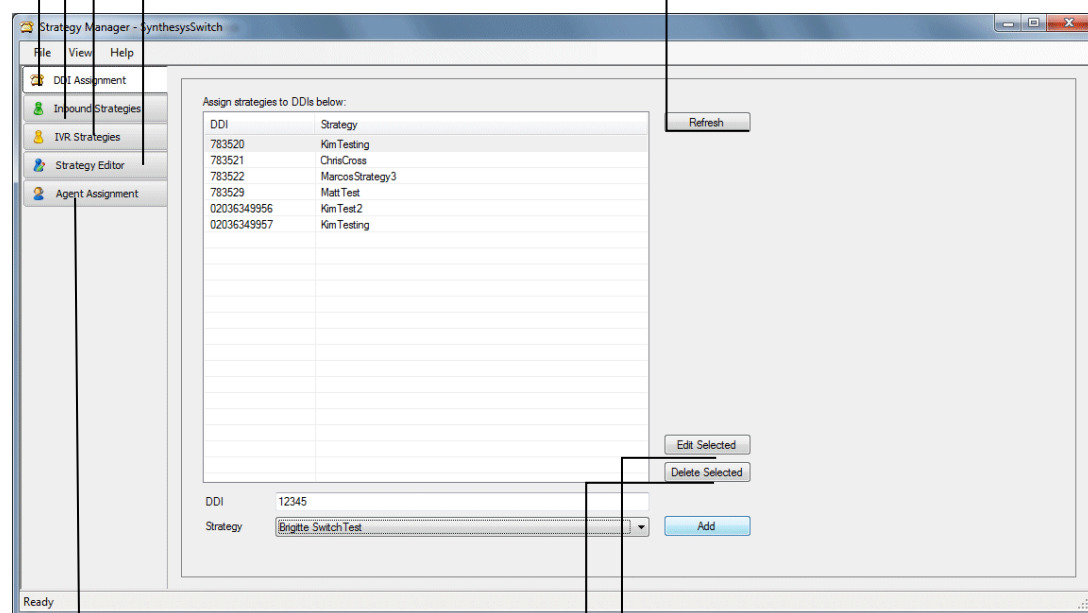 Strategy Manager - SynthesysSwitch
File View Help
DDI Assignment
Inbound Strategies
IVR Strategies
Strategy Editor
Agent Assignment
Assign strategies to DDIs below:
DDI Strategy
783520 KimTesting
783521 ChrisCross
783522 MarcosStrategy3
783529 MattTest
02036349956 KimTest2
02036349957 KimTesting
Refresh
Edit Selected
Delete Selected
DDI 12345
Strategy Brigitte SwitchTest
Add
Ready